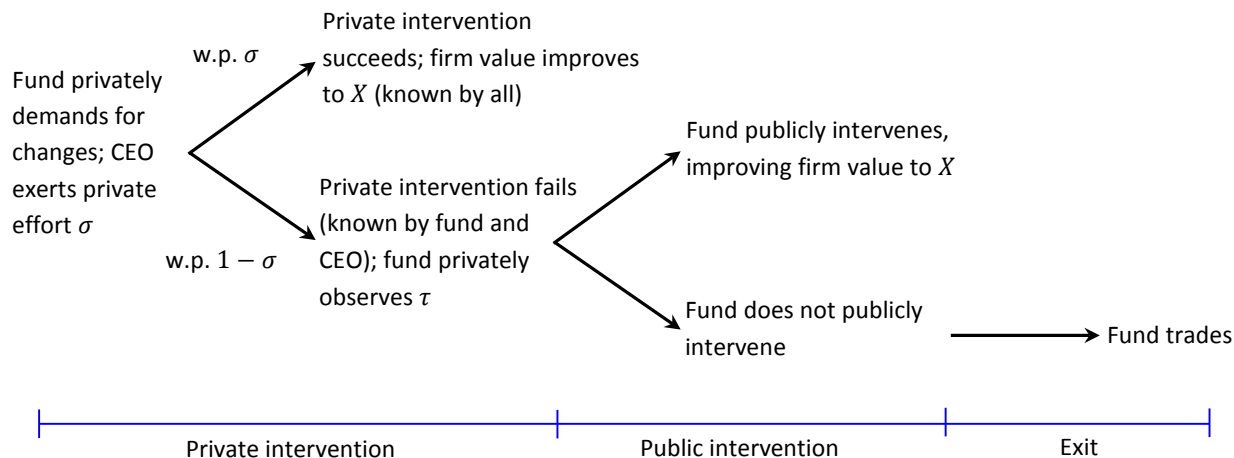 Fund privately
demands for
changes; CEO
exerts private
effort σ
w.p. σ
w.p. 1 − σ
Private intervention
succeeds; firm value improves
to X (known by all)
Private intervention fails
(known by fund and
CEO); fund privately
observes τ
Fund publicly intervenes,
improving firm value to X
Fund does not publicly
intervene
Fund trades
Private intervention
Public intervention
Exit